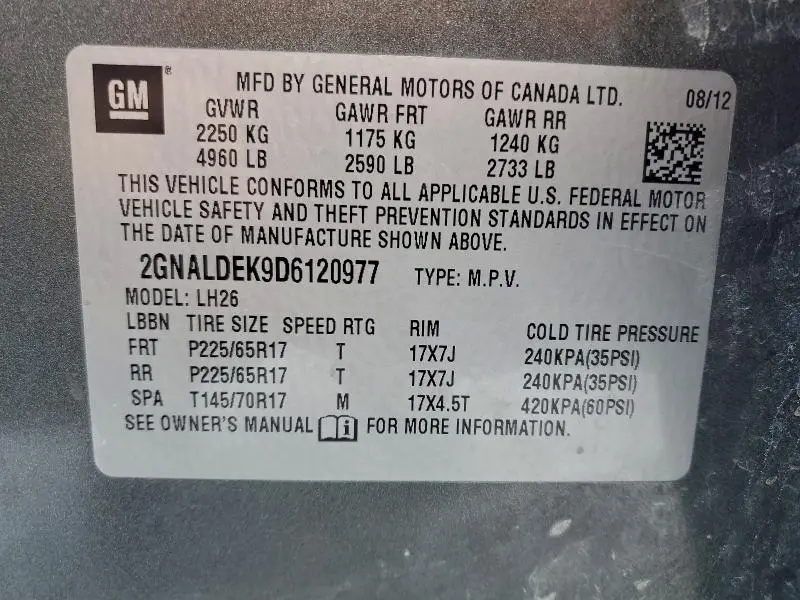 GM® MFD BY GENERAL MOTORS OF CANADA LTD. 08/12
GVWR GAWR FRT GAWR RR
2250 KG 1175 KG 1240 KG
4960 LB 2590 LB 2733 LB
THIS VEHICLE CONFORMS TO ALL APPLICABLE U.S. FEDERAL MOTOR
VEHICLE SAFETY AND THEFT PREVENTION STANDARDS IN EFFECT ON
THE DATE OF MANUFACTURE SHOWN ABOVE.
2GNALDEK9D6120977 TYPE: M.P.V.
MODEL: LH26
LBBN TIRE SIZE SPEED RTG RIM COLD TIRE PRESSURE
FRT P225/65R17 T 17X7J 240KPA(35PSI)
RR P225/65R17 T 17X7J 240KPA(35PSI)
SPA T145/70R17 M 17X4.5T 420KPA(60PSI)
SEE OWNER'S MANUAL i FOR MORE INFORMATION.